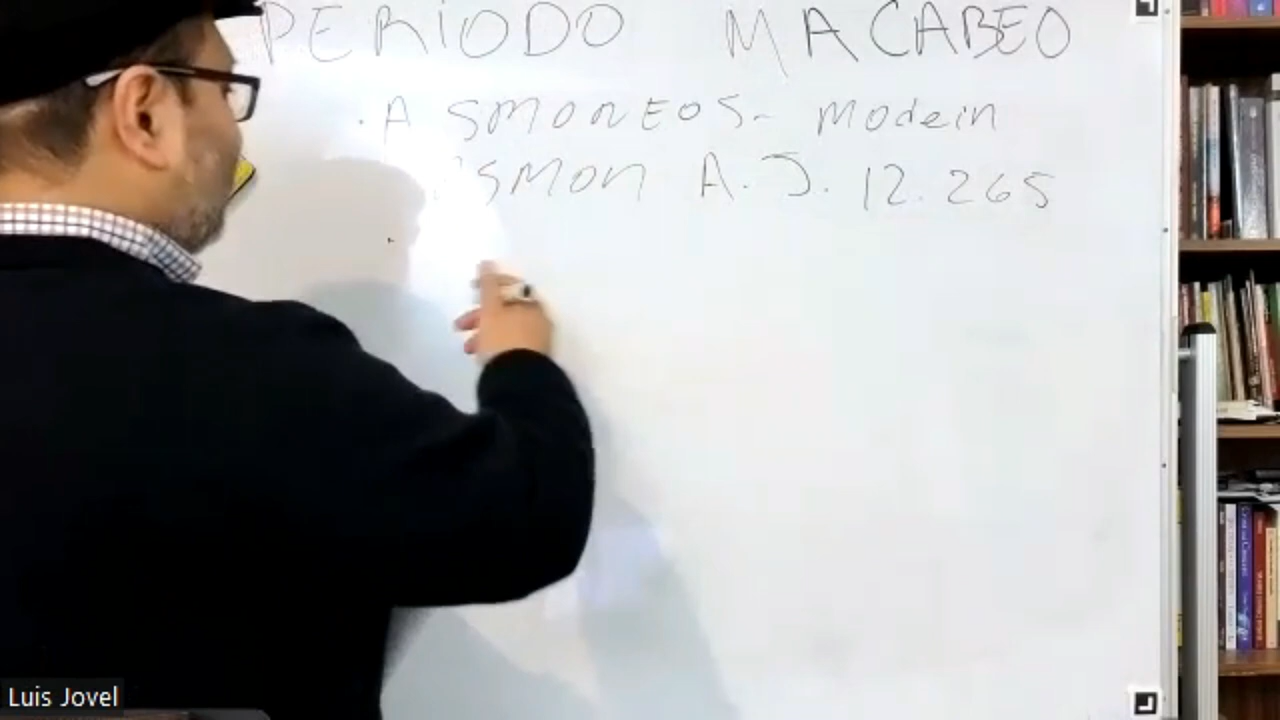 PERIODO MACABEO
. ASMONEOS - Modein
SMON A.J. 12.265
Luis Jovel